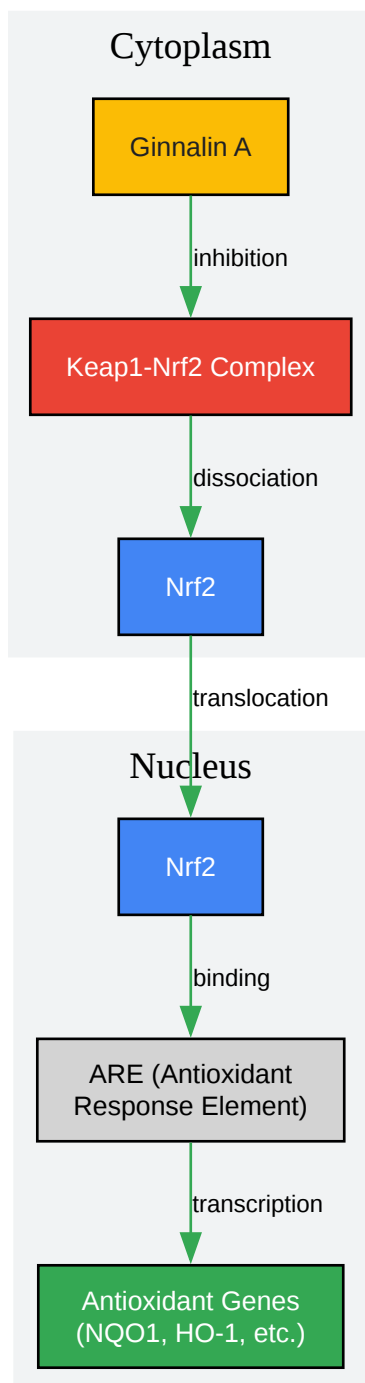 Cytoplasm
Ginnalin A
inhibition
Keap1-Nrf2 Complex
dissociation
Nrf2
translocation
Nucleus
Nrf2
binding
ARE (Antioxidant
Response Element)
transcription
Antioxidant Genes
(NQO1, HO-1, etc.)